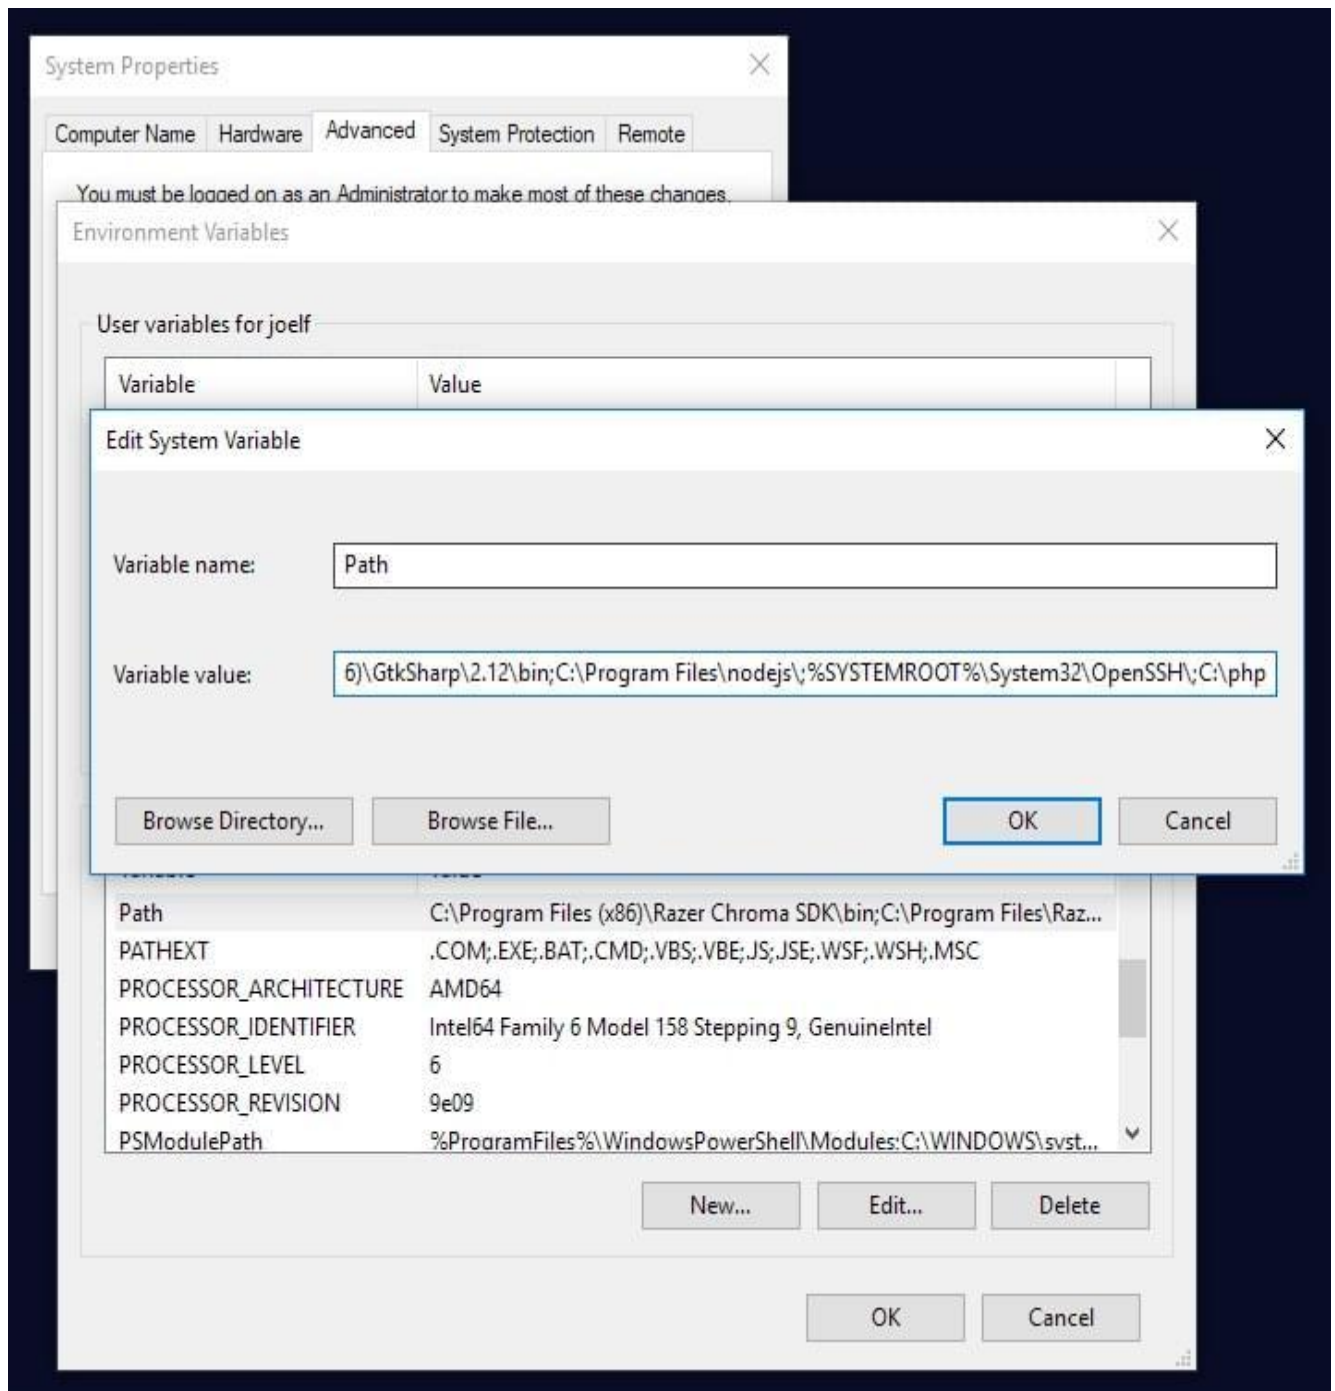 System Properties
Computer Name Hardware Advanced System Protection Remote
You must be logged on as an Administrator to make most of these changes.
Environment Variables
User variables for joelf
Variable Value
Edit System Variable
Variable name: Path
Variable value: 6)\GtkSharp\2.12\bin;C:\Program Files\nodejs\;%SYSTEMROOT%\System32\OpenSSH\;C:\php
Browse Directory... Browse File... OK Cancel
Path C:\Program Files (x86)\Razer Chroma SDK\bin;C:\Program Files\Raz...
PATHEXT .COM;.EXE;.BAT;.CMD;.VBS;.VBE;.JS;.JSE;.WSF;.WSH;.MSC
PROCESSOR_ARCHITECTURE AMD64
PROCESSOR_IDENTIFIER Intel64 Family 6 Model 158 Stepping 9, GenuineIntel
PROCESSOR_LEVEL 6
PROCESSOR_REVISION 9e09
PSModulePath %ProgramFiles%\WindowsPowerShell\Modules;C:\WINDOWS\syst...
New... Edit... Delete
OK Cancel